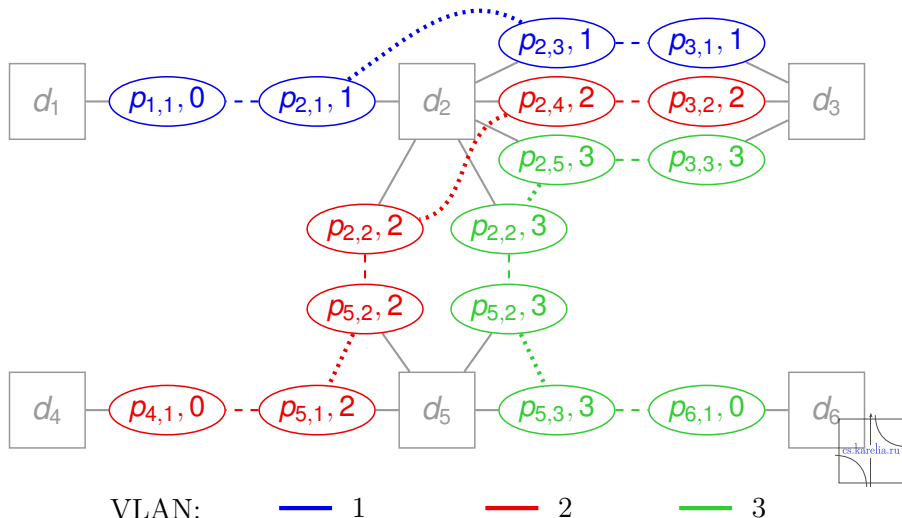 p2,3, 1 p3,1, 1
d1 p1,1, 0 p2,1, 1 d2 p2,4, 2 p3,2, 2 d3
p2,5, 3 p3,3, 3
p2,2, 2 p2,2, 3
p5,2, 2 p5,2, 3
d4 p4,1, 0 p5,1, 2 d5 p5,3, 3 p6,1, 0 d6
cs.karelia.ru
VLAN: 1 2 3